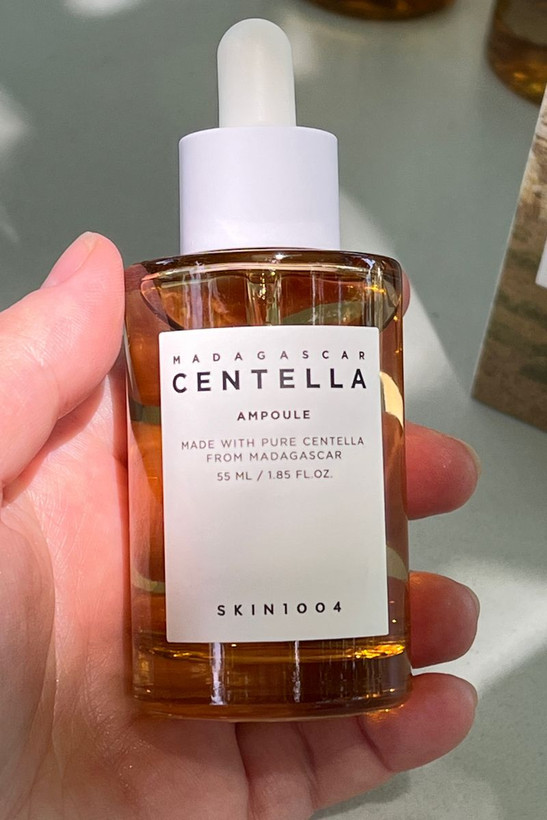 MADAGASCAR
CENTELLA
AMPOULE
MADE WITH PURE CENTELLA
FROM MADAGASCAR
55 ML / 1.85 FL.OZ.
SKIN1004